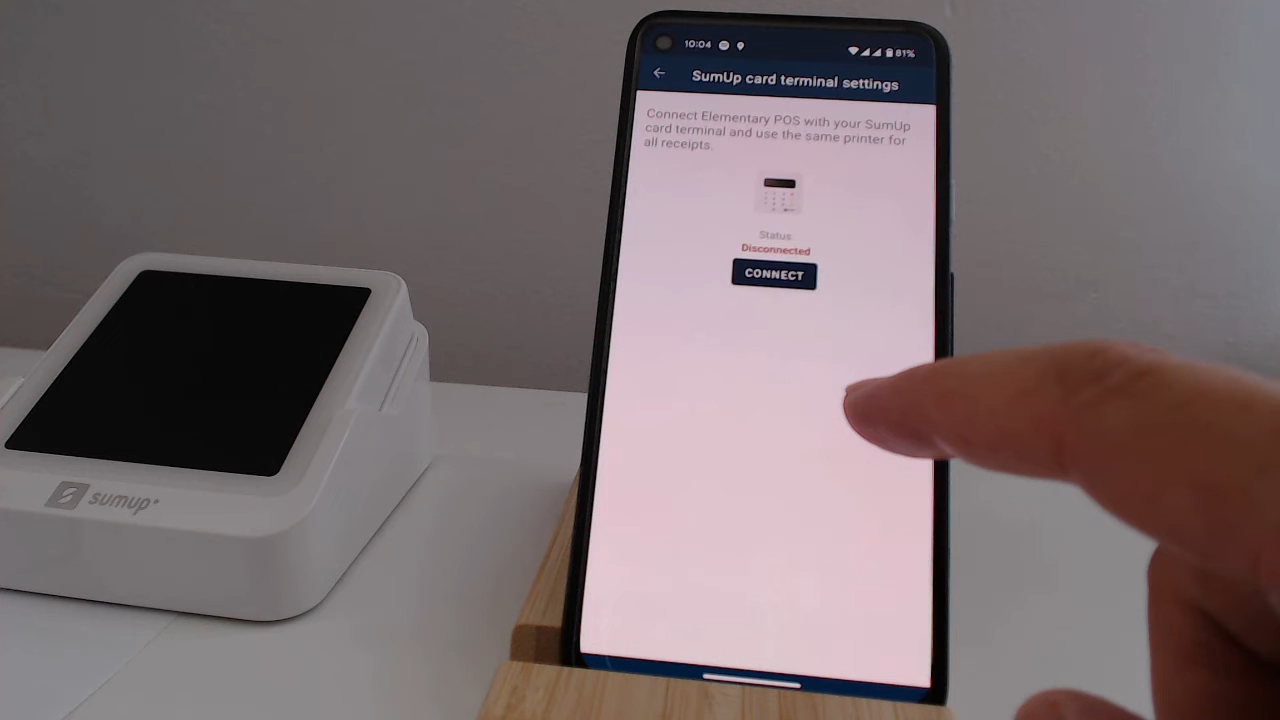 10:04
81%
SumUp card terminal settings
Connect Elementary POS with your SumUp
card terminal and use the same printer for
all receipts.
Status:
Disconnected
CONNECT
sumup